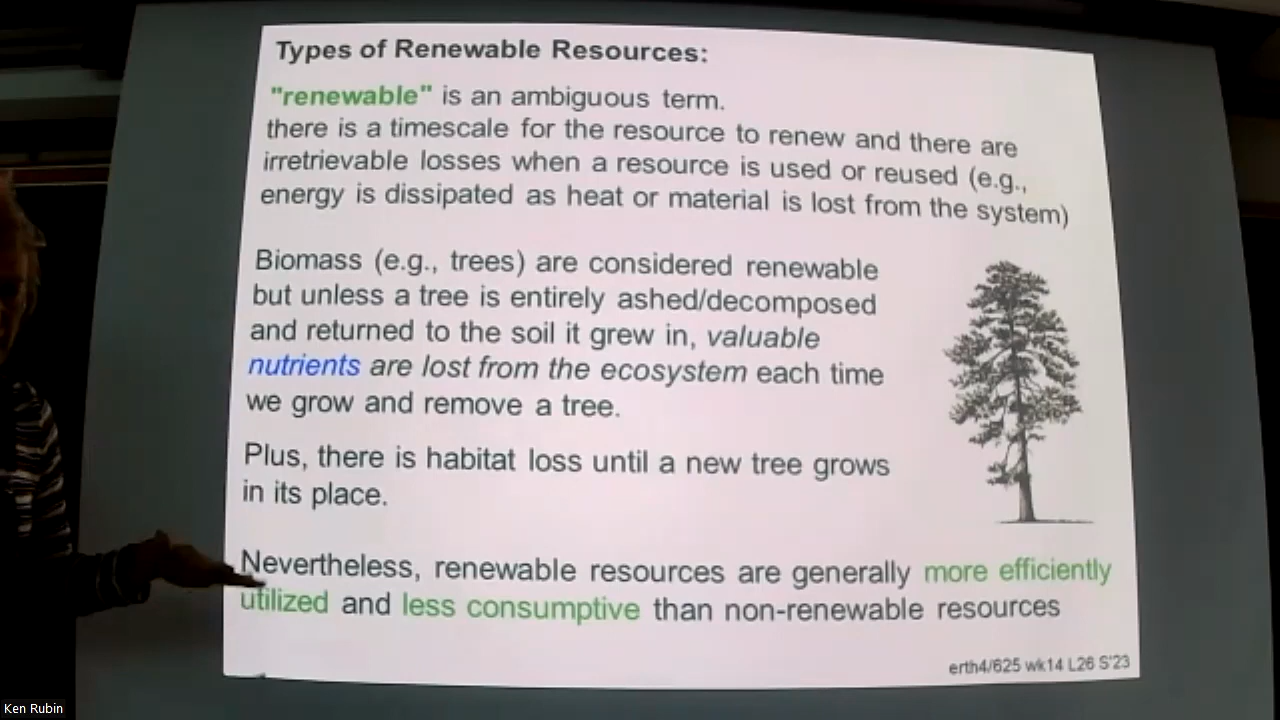 Types of Renewable Resources:
"renewable" is an ambiguous term.
there is a timescale for the resource to renew and there are
irretrievable losses when a resource is used or reused (e.g.,
energy is dissipated as heat or material is lost from the system)
Biomass (e.g., trees) are considered renewable
but unless a tree is entirely ashed/decomposed
and returned to the soil it grew in, valuable
nutrients are lost from the ecosystem each time
we grow and remove a tree.
Plus, there is habitat loss until a new tree grows
in its place.
Nevertheless, renewable resources are generally more efficiently
utilized and less consumptive than non-renewable resources
erth4/625 wk14 L26 S'23
Ken Rubin